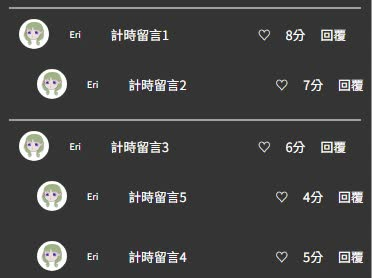 Eri 計時留言1 ♡ 8分 回覆
Eri 計時留言2 ♡ 7分 回覆
Eri 計時留言3 ♡ 6分 回覆
Eri 計時留言5 ♡ 4分 回覆
Eri 計時留言4 ♡ 5分 回覆